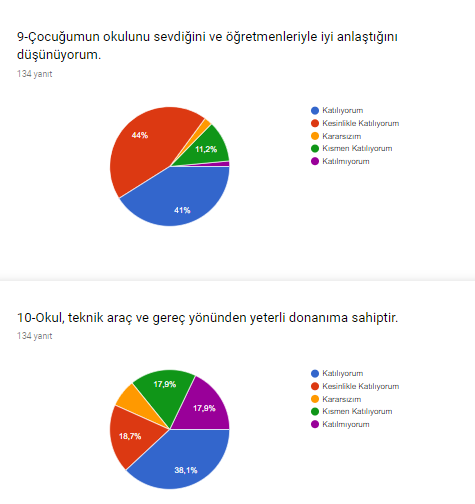 9-Çocuğumun okulunu sevdiğini ve öğretmenleriyle iyi anlaştığını
düşünüyorum.
134 yanıt
44%
11,2%
41%
Katılıyorum
Kesinlikle Katılıyorum
Kararsızım
Kısmen Katılıyorum
Katılmıyorum
10-Okul, teknik araç ve gereç yönünden yeterli donanıma sahiptir.
134 yanıt
17,9%
17,9%
18,7%
38,1%
Katılıyorum
Kesinlikle Katılıyorum
Kararsızım
Kısmen Katılıyorum
Katılmıyorum